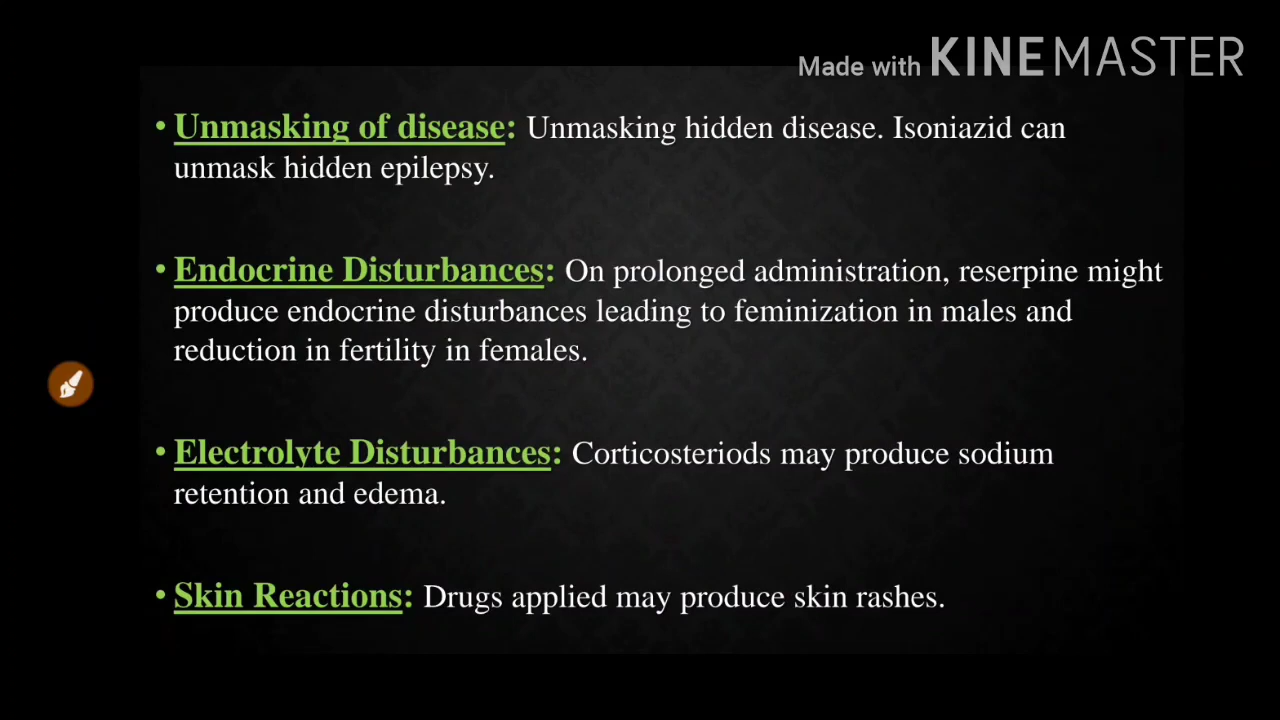 Made with KINEMASTER
• Unmasking of disease: Unmasking hidden disease. Isoniazid can
unmask hidden epilepsy.
• Endocrine Disturbances: On prolonged administration, reserpine might
produce endocrine disturbances leading to feminization in males and
reduction in fertility in females.
• Electrolyte Disturbances: Corticosteriods may produce sodium
retention and edema.
• Skin Reactions: Drugs applied may produce skin rashes.